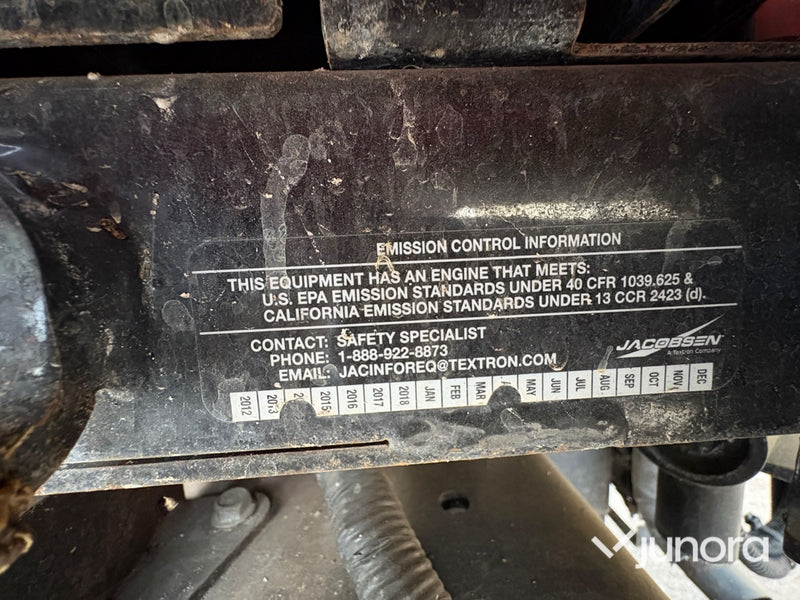 EMISSION CONTROL INFORMATION
THIS EQUIPMENT HAS AN ENGINE THAT MEETS:
U.S. EPA EMISSION STANDARDS UNDER 40 CFR 1039.625 &
CALIFORNIA EMISSION STANDARDS UNDER 13 CCR 2423 (d).
CONTACT: SAFETY SPECIALIST
PHONE: 1-888-922-8873
EMAIL: JACINFOREQ@TEXTRON.COM
JACOBSEN
A Textron Company
2012 2013 2015 2016 2017 2018 JAN FEB MAR MAY JUN JUL AUG SEP OCT NOV DEC
junora